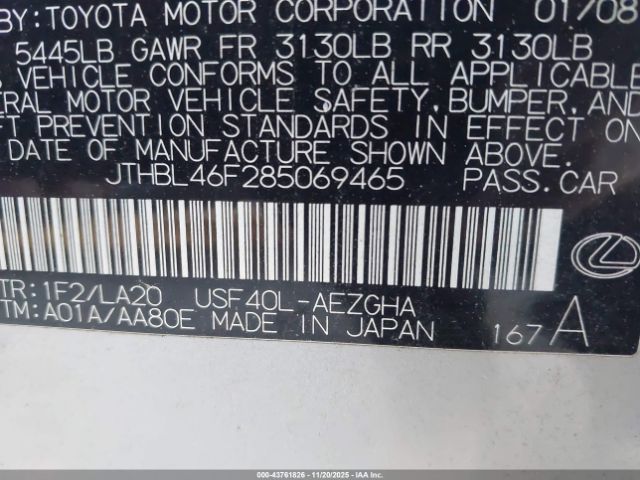 BY: TOYOTA MOTOR CORPORATION 01/08
5445LB GAWR FR 3130LB RR 3130LB
VEHICLE CONFORMS TO ALL APPLICABLE
ERAL MOTOR VEHICLE SAFETY, BUMPER, AND
FT PREVENTION STANDARDS IN EFFECT ON
DATE OF MANUFACTURE SHOWN ABOVE.
JTHBL46F285069465 PASS.CAR
TR: 1F2/LA20 USF40L-AEZGHA
TM: A01A/AA80E MADE IN JAPAN 167 A
000-43761826 - 11/20/2025 - IAA Inc.